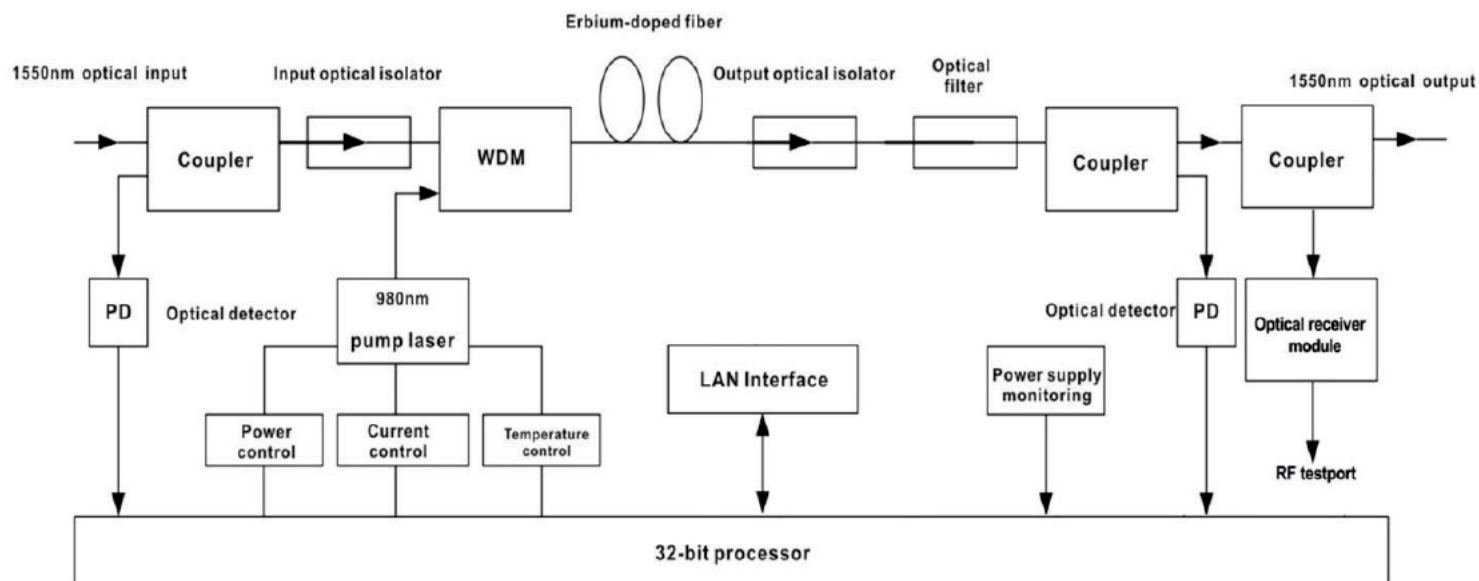 Erbium-doped fiber
1550nm optical input
Input optical isolator
Output optical isolator
Optical
filter
1550nm optical output
Coupler
WDM
Coupler
Coupler
PD
Optical detector
980nm
pump laser
Optical detector
PD
Optical receiver
module
LAN Interface
Power supply
monitoring
Power
control
Current
control
Temperature
control
RF testport
32-bit processor